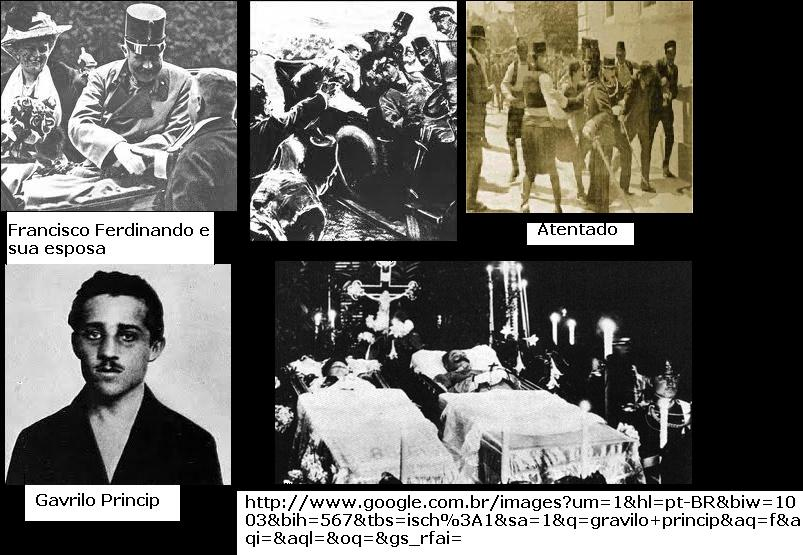 Francisco Ferdinando e
sua esposa
Atentado
Gavrilo Princip
http://www.google.com.br/images?um=1&hl=pt-BR&biw=10
03&bih=567&tbs=isch%3A1&sa=1&q=gravilo+princip&aq=f&a
qi=&aql=&oq=&gs_rfai=